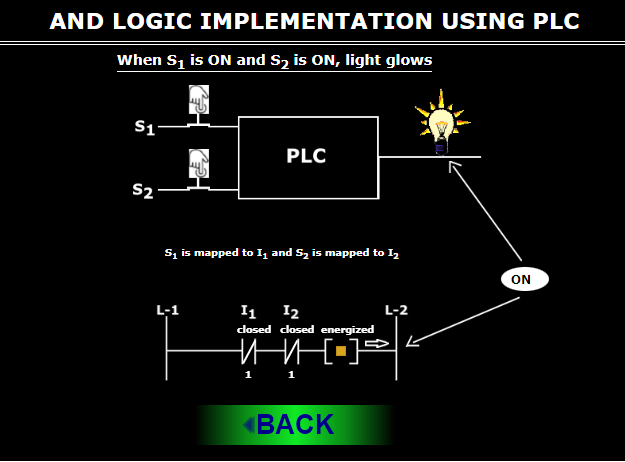 AND LOGIC IMPLEMENTATION USING PLC
When S₁ is ON and S₂ is ON, light glows
S₁
PLC
S₂
S₁ is mapped to I₁ and S₂ is mapped to I₂
ON
L-1 I₁ I₂ L-2
closed closed energized
1 1
BACK